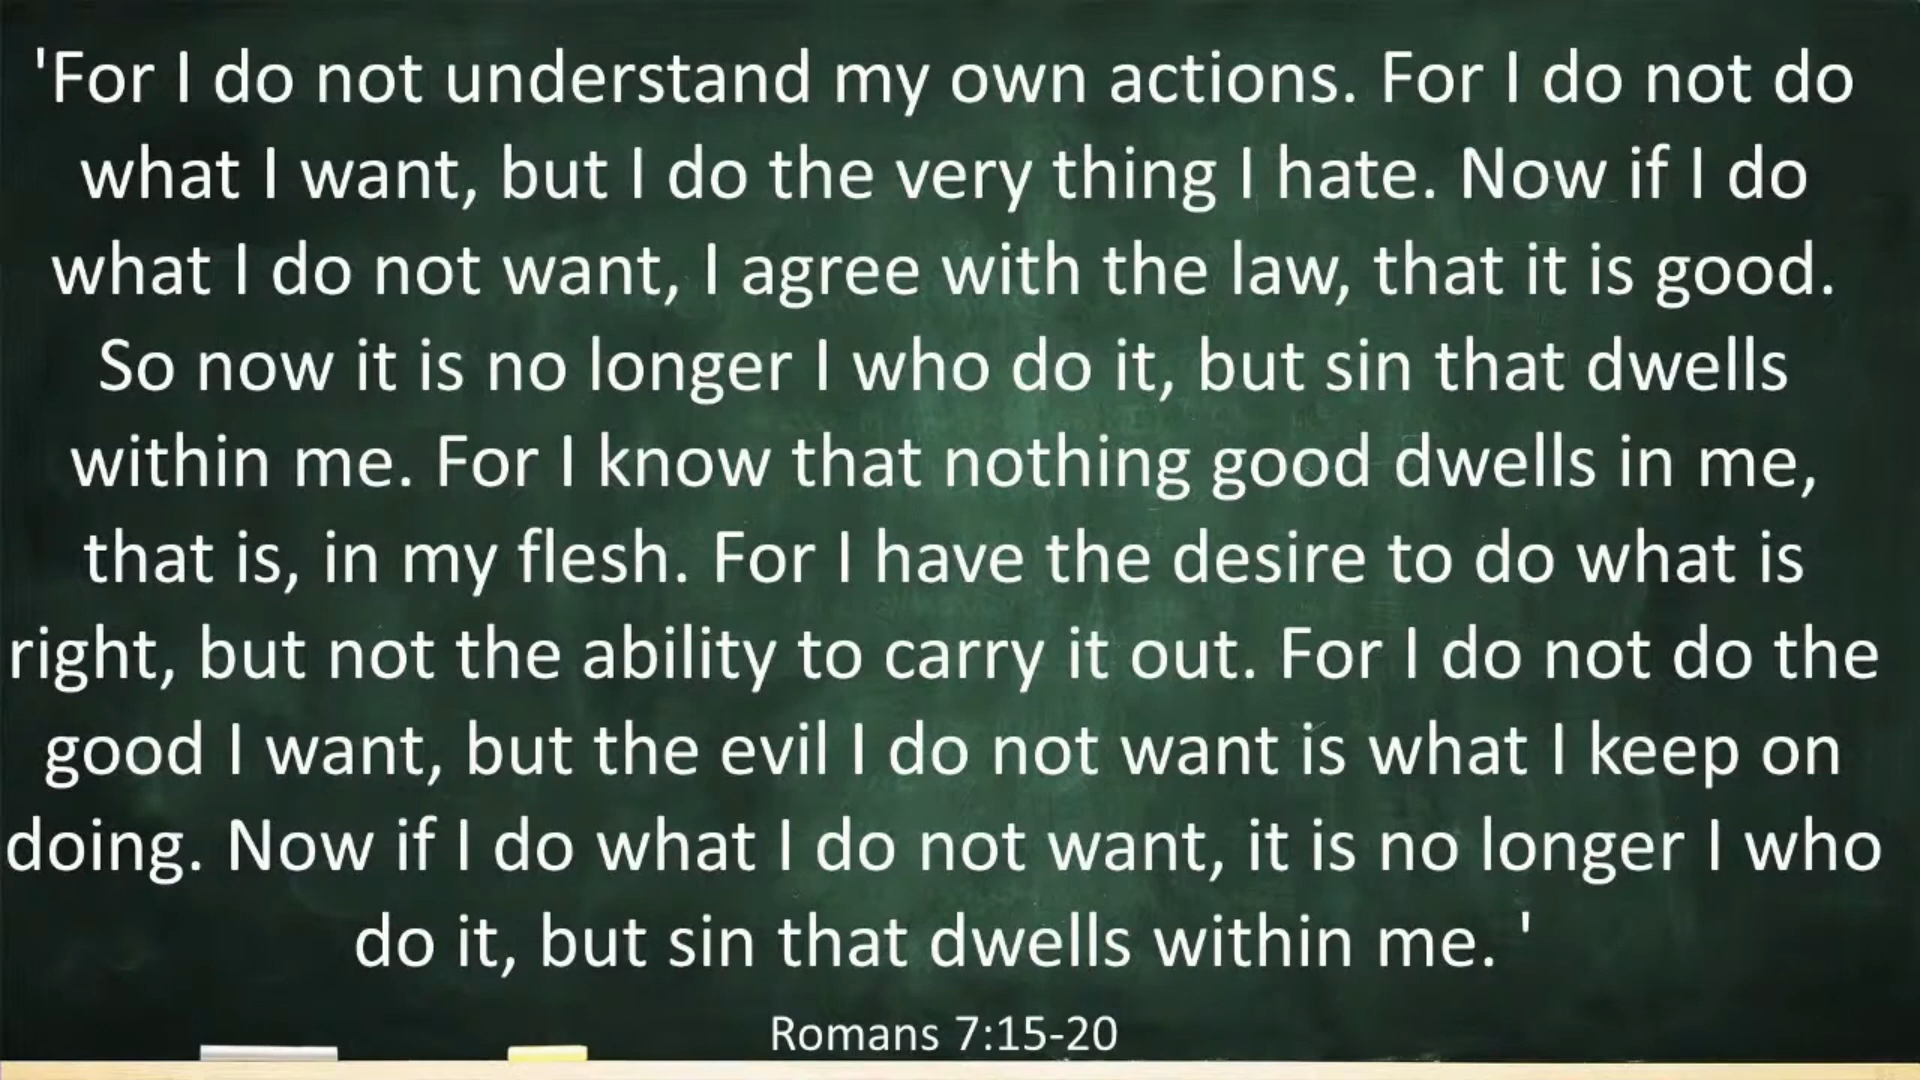 'For I do not understand my own actions. For I do not do
what I want, but I do the very thing I hate. Now if I do
what I do not want, I agree with the law, that it is good.
So now it is no longer I who do it, but sin that dwells
within me. For I know that nothing good dwells in me,
that is, in my flesh. For I have the desire to do what is
right, but not the ability to carry it out. For I do not do the
good I want, but the evil I do not want is what I keep on
doing. Now if I do what I do not want, it is no longer I who
do it, but sin that dwells within me. '
Romans 7:15-20